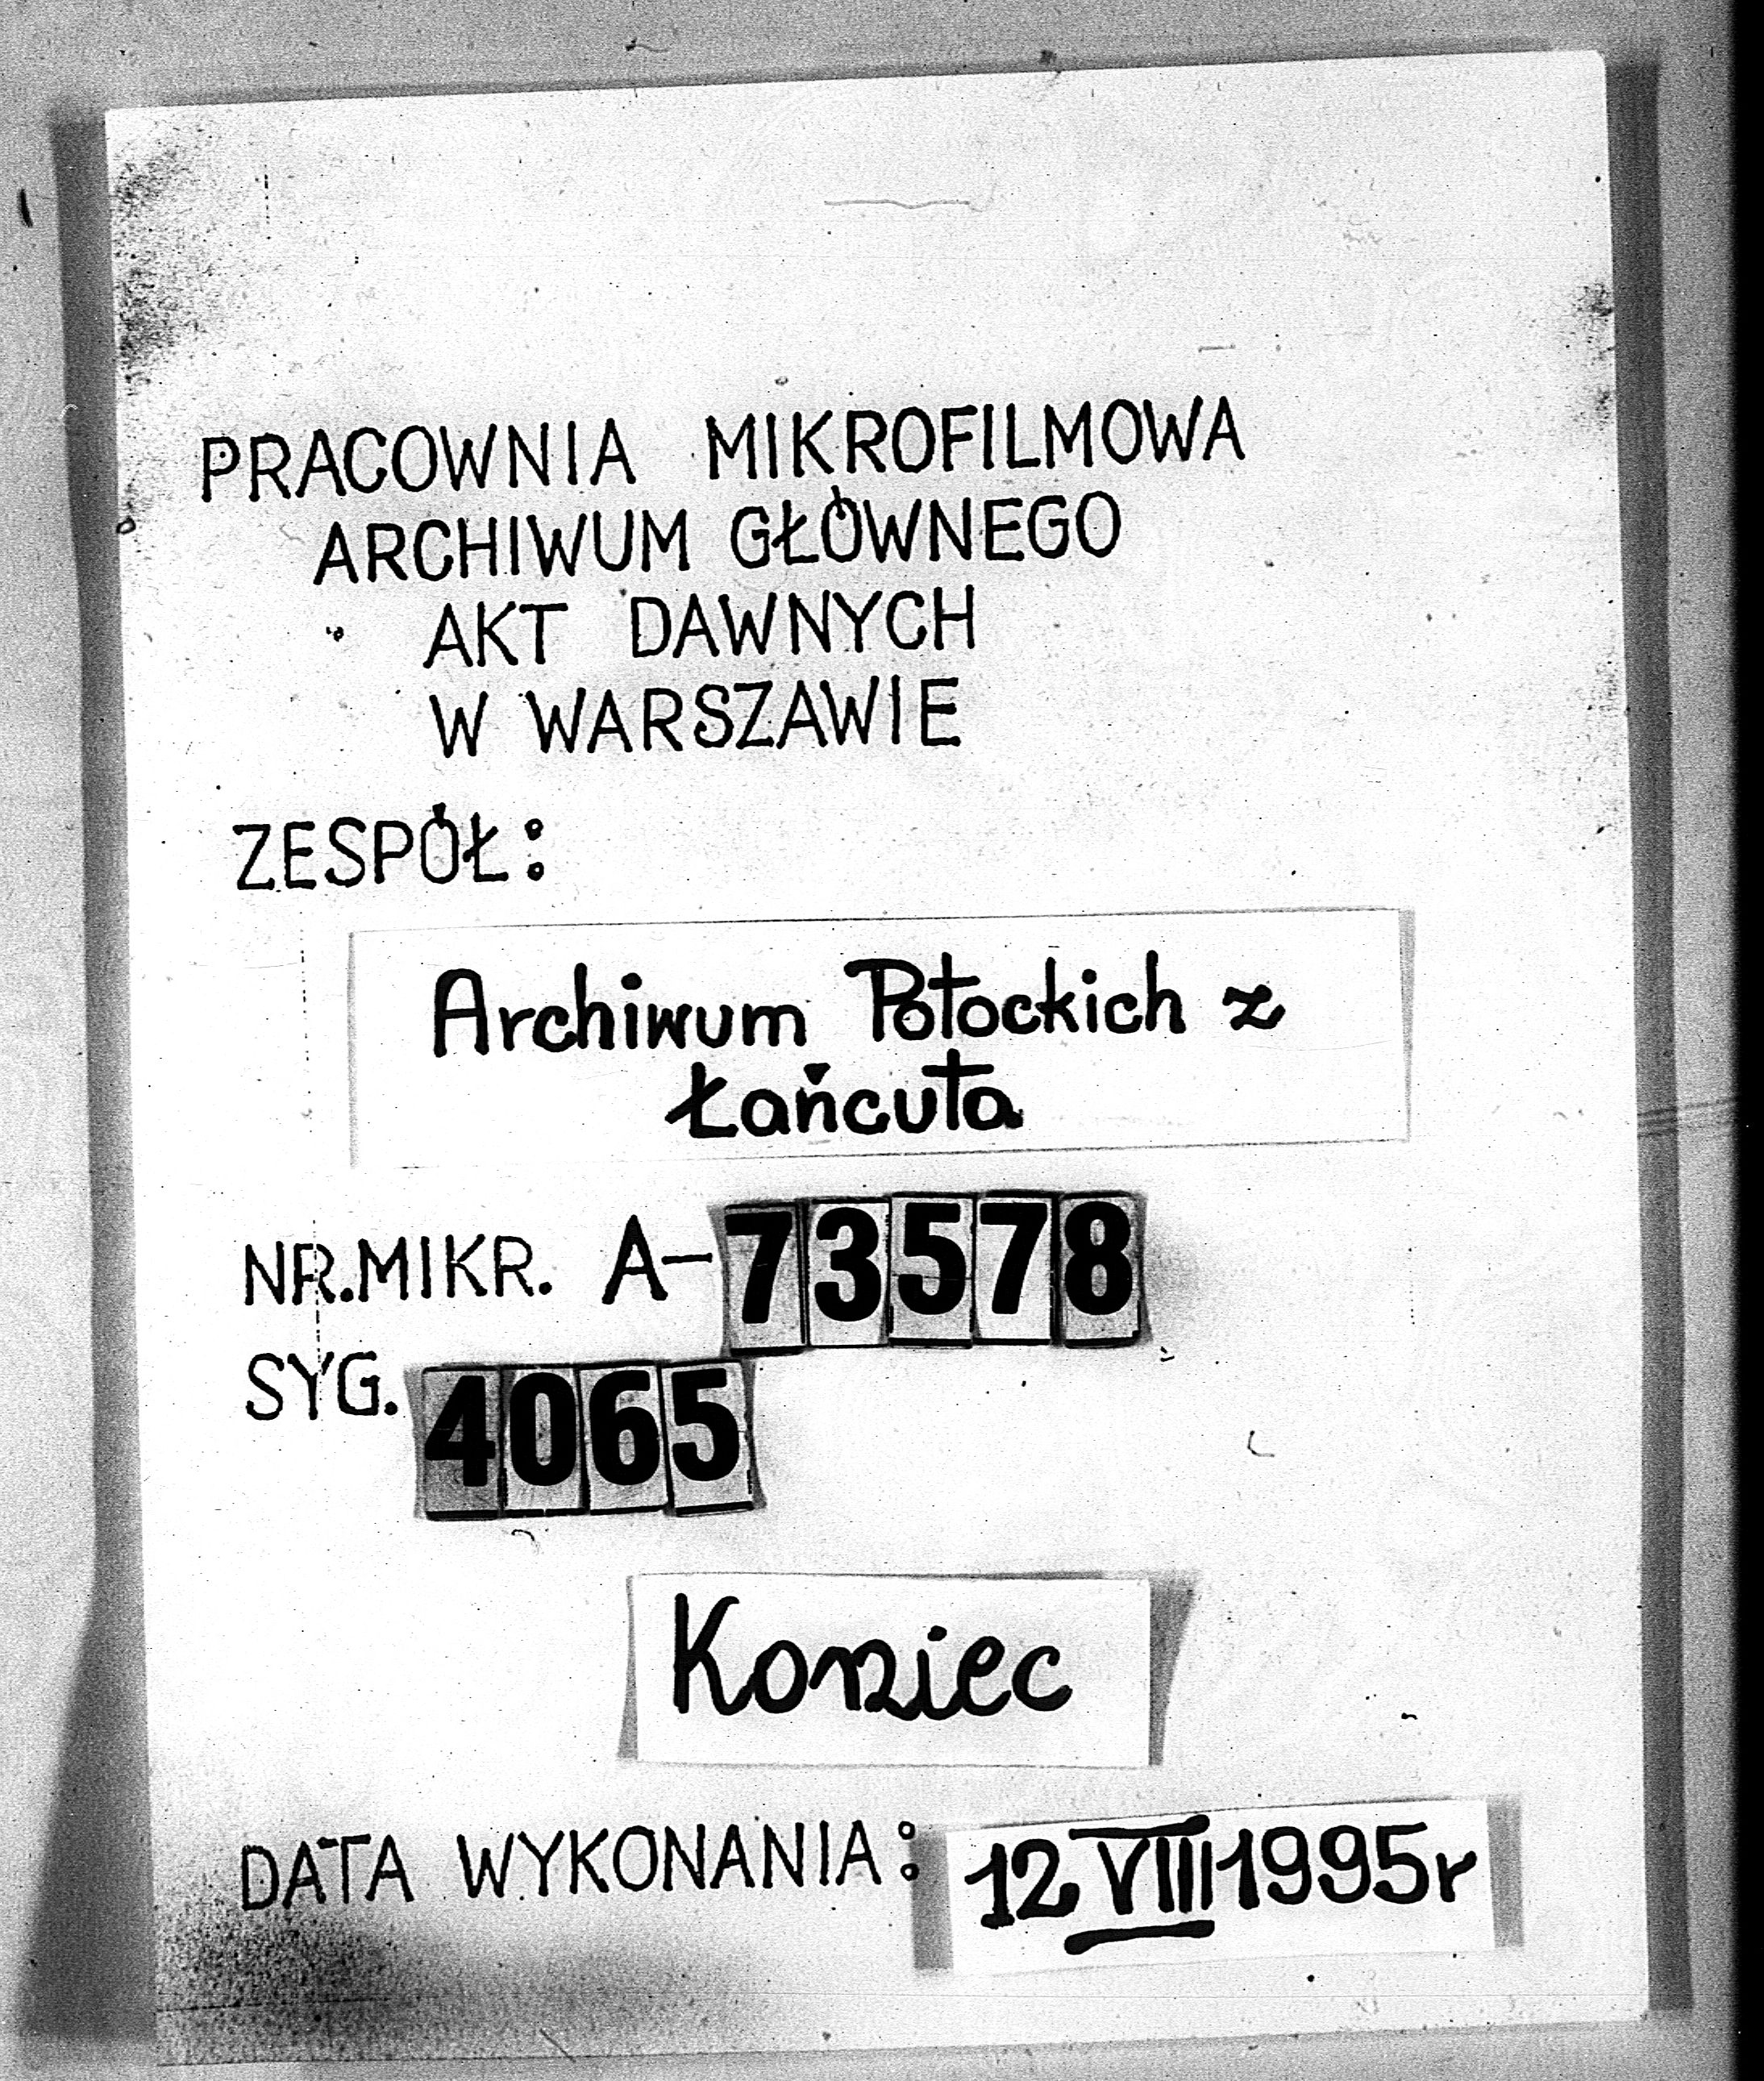 PRACOWNIA MIKROFILMOWA
ARCHIWUM GŁÓWNEGO
AKT DAWNYCH
W WARSZAWIE
ZESPÓŁ:
Archiwum Potockich z
Łańcuta
NR.MIKR. A-73578
SYG. 4065
Koniec
DATA WYKONANIA: 12 VIII 1995r